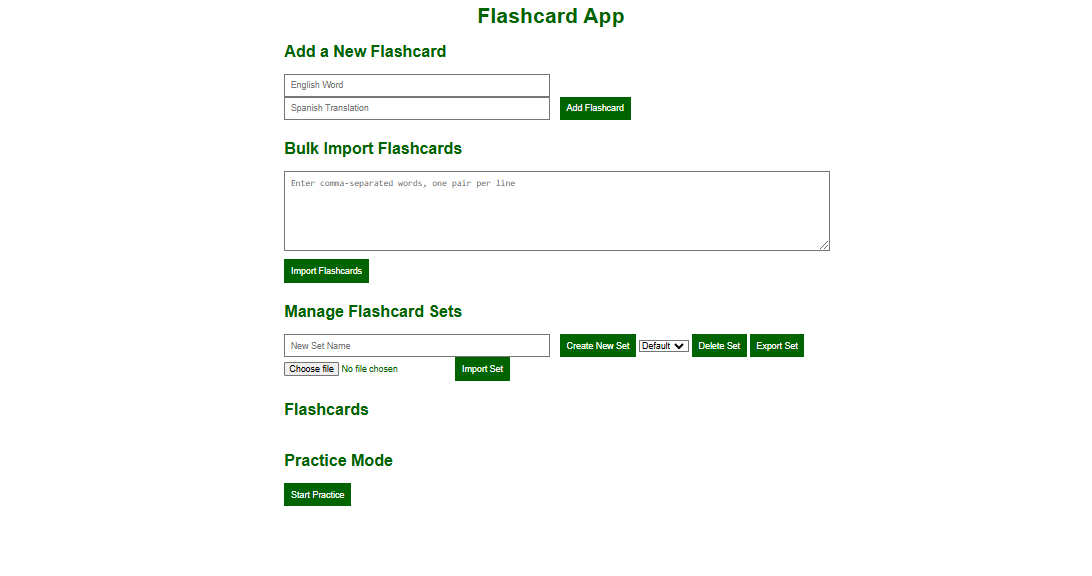 Flashcard App
Add a New Flashcard
English Word
Spanish Translation Add Flashcard
Bulk Import Flashcards
Enter comma-separated words, one pair per line
Import Flashcards
Manage Flashcard Sets
New Set Name Create New Set Default Delete Set Export Set
Choose file No file chosen Import Set
Flashcards
Practice Mode
Start Practice